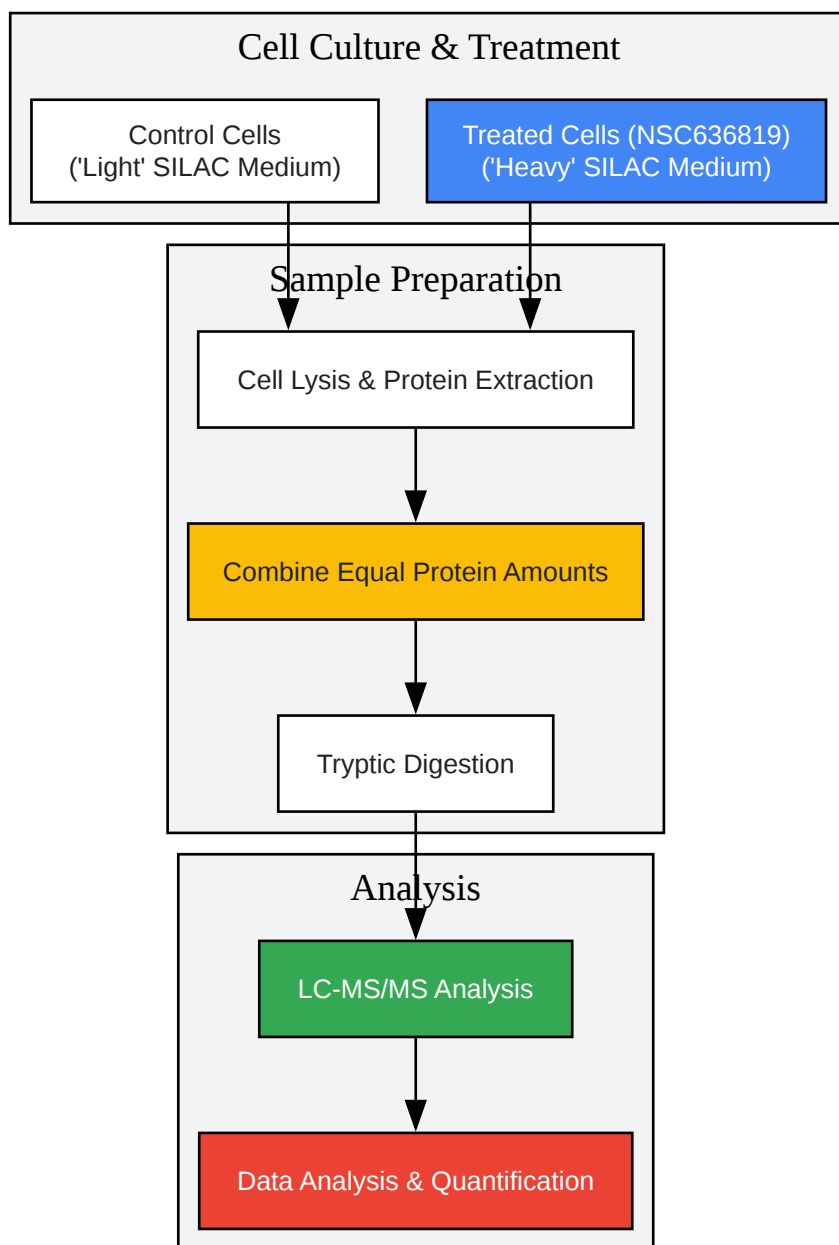 Cell Culture & Treatment
Control Cells
('Light' SILAC Medium)
Treated Cells (NSC636819)
('Heavy' SILAC Medium)
Sample Preparation
Cell Lysis & Protein Extraction
Combine Equal Protein Amounts
Tryptic Digestion
Analysis
LC-MS/MS Analysis
Data Analysis & Quantification